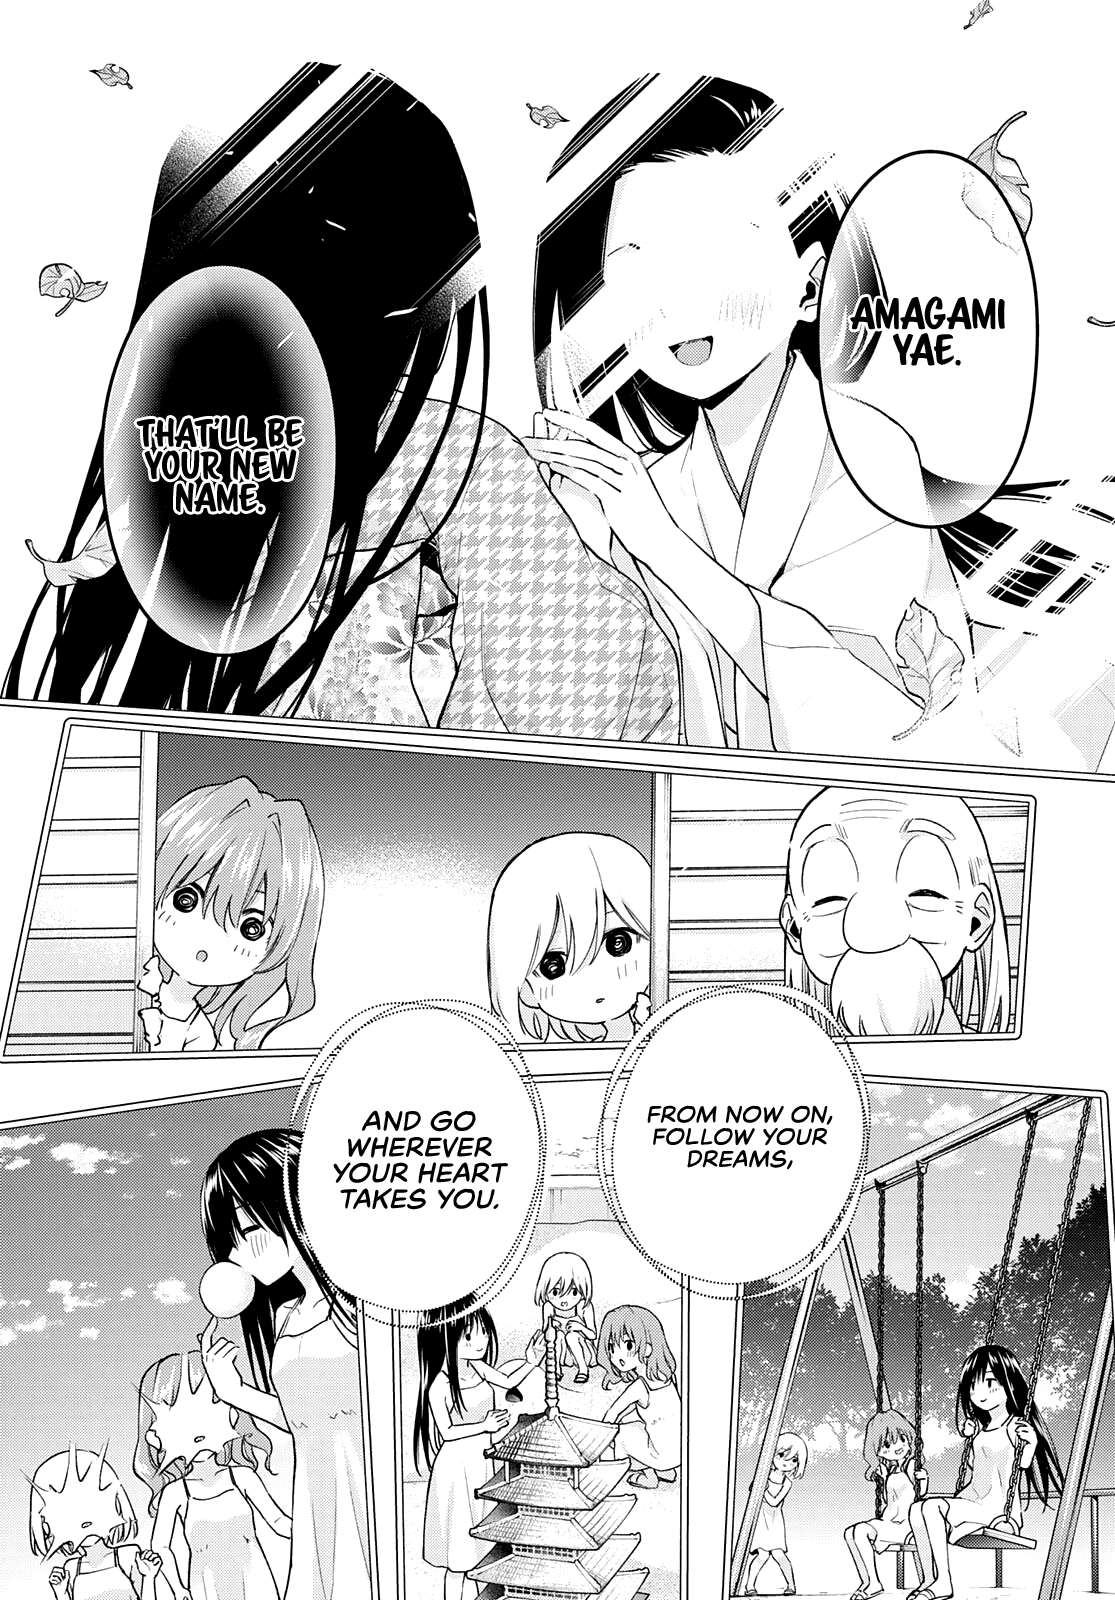 AMAGAMI
YAE.
THAT'LL BE
YOUR NEW
NAME.
FROM NOW ON,
FOLLOW YOUR
DREAMS,
AND GO
WHEREVER
YOUR HEART
TAKES YOU.